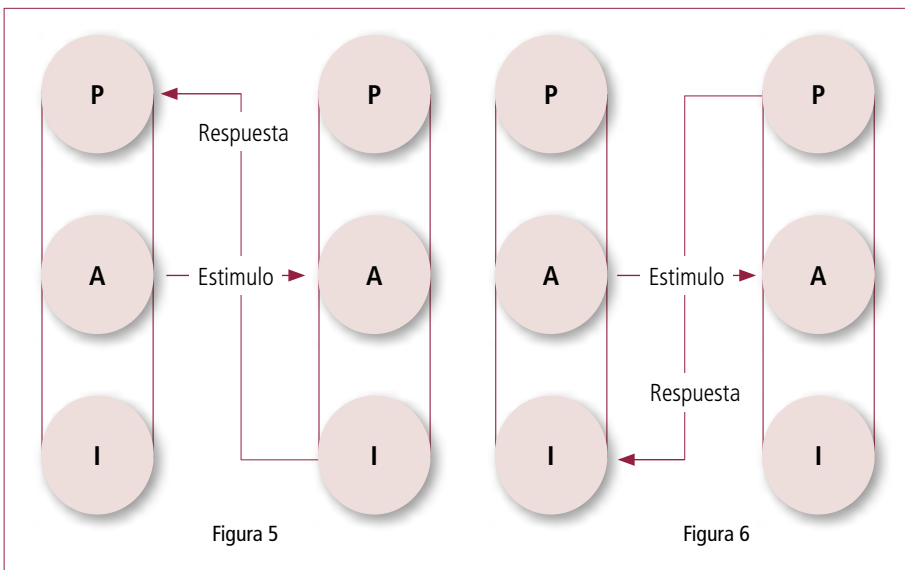 P P P P
Respuesta
A Estimulo A A Estimulo A
Respuesta
I I I I
Figura 5 Figura 6